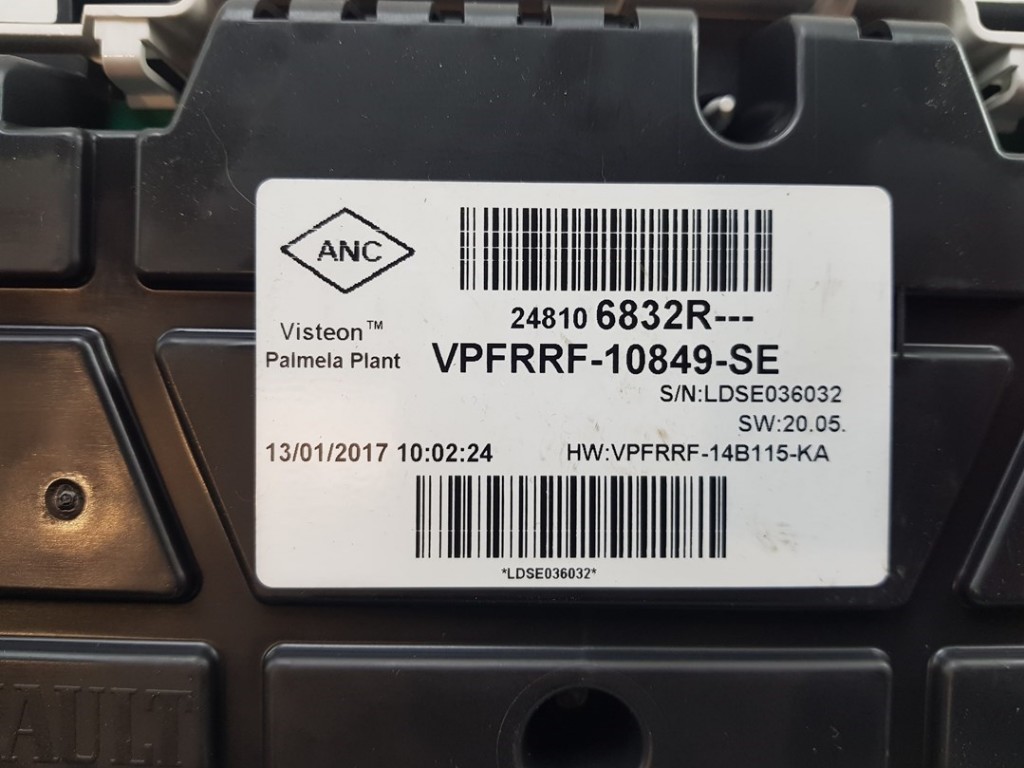 ANC
24810 6832R---
Visteon™
Palmela Plant
VPFRRF-10849-SE
S/N:LDSE036032
SW:20.05.
13/01/2017 10:02:24
HW:VPFRRF-14B115-KA
*LDSE036032*
AULT